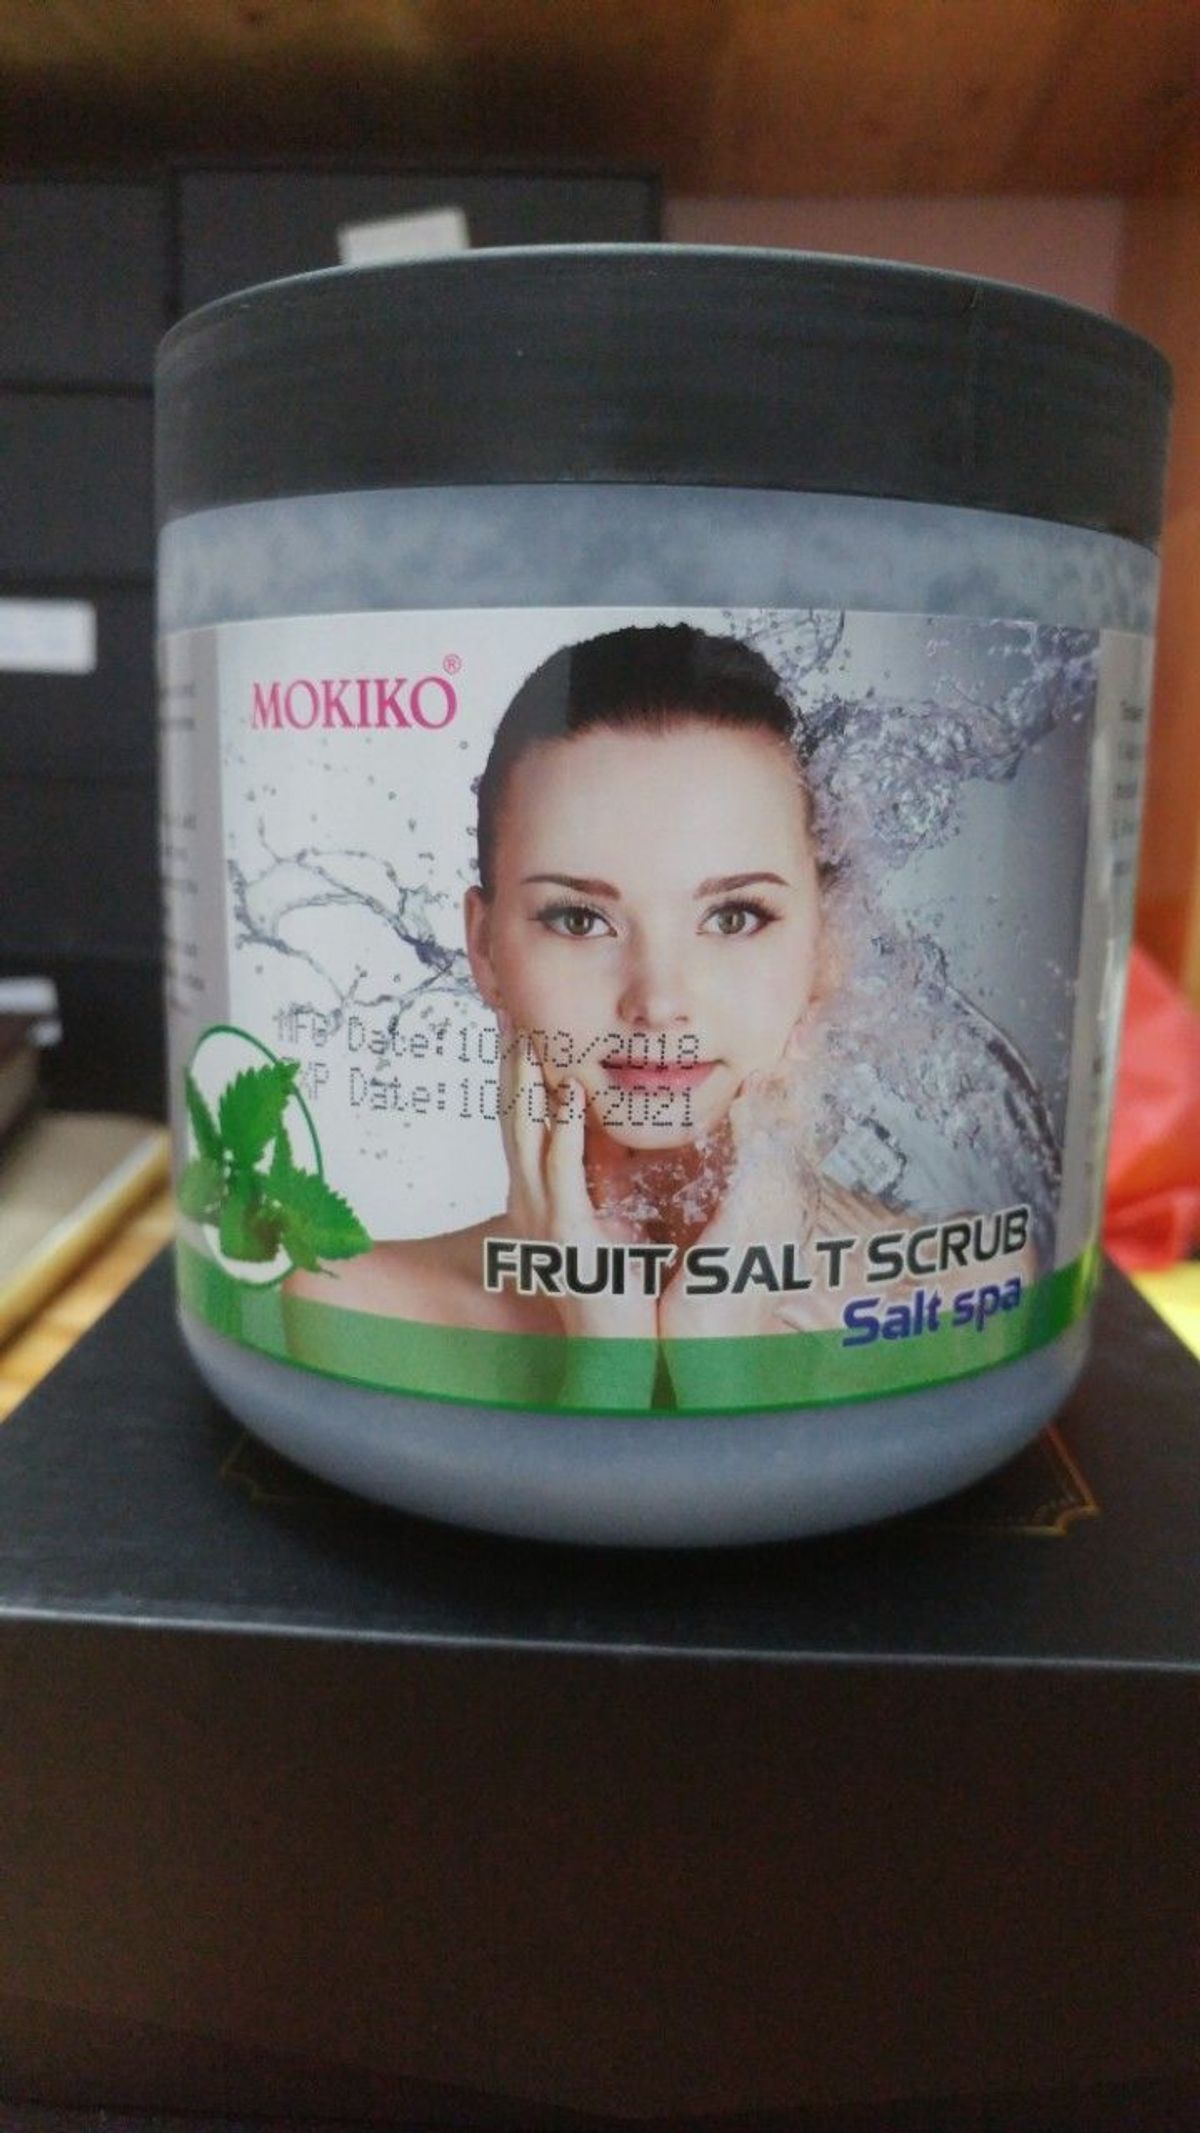 MOKIKO®
MFG Date:10/03/2018
EXP Date:10/03/2021
FRUIT SALT SCRUB
Salt spa